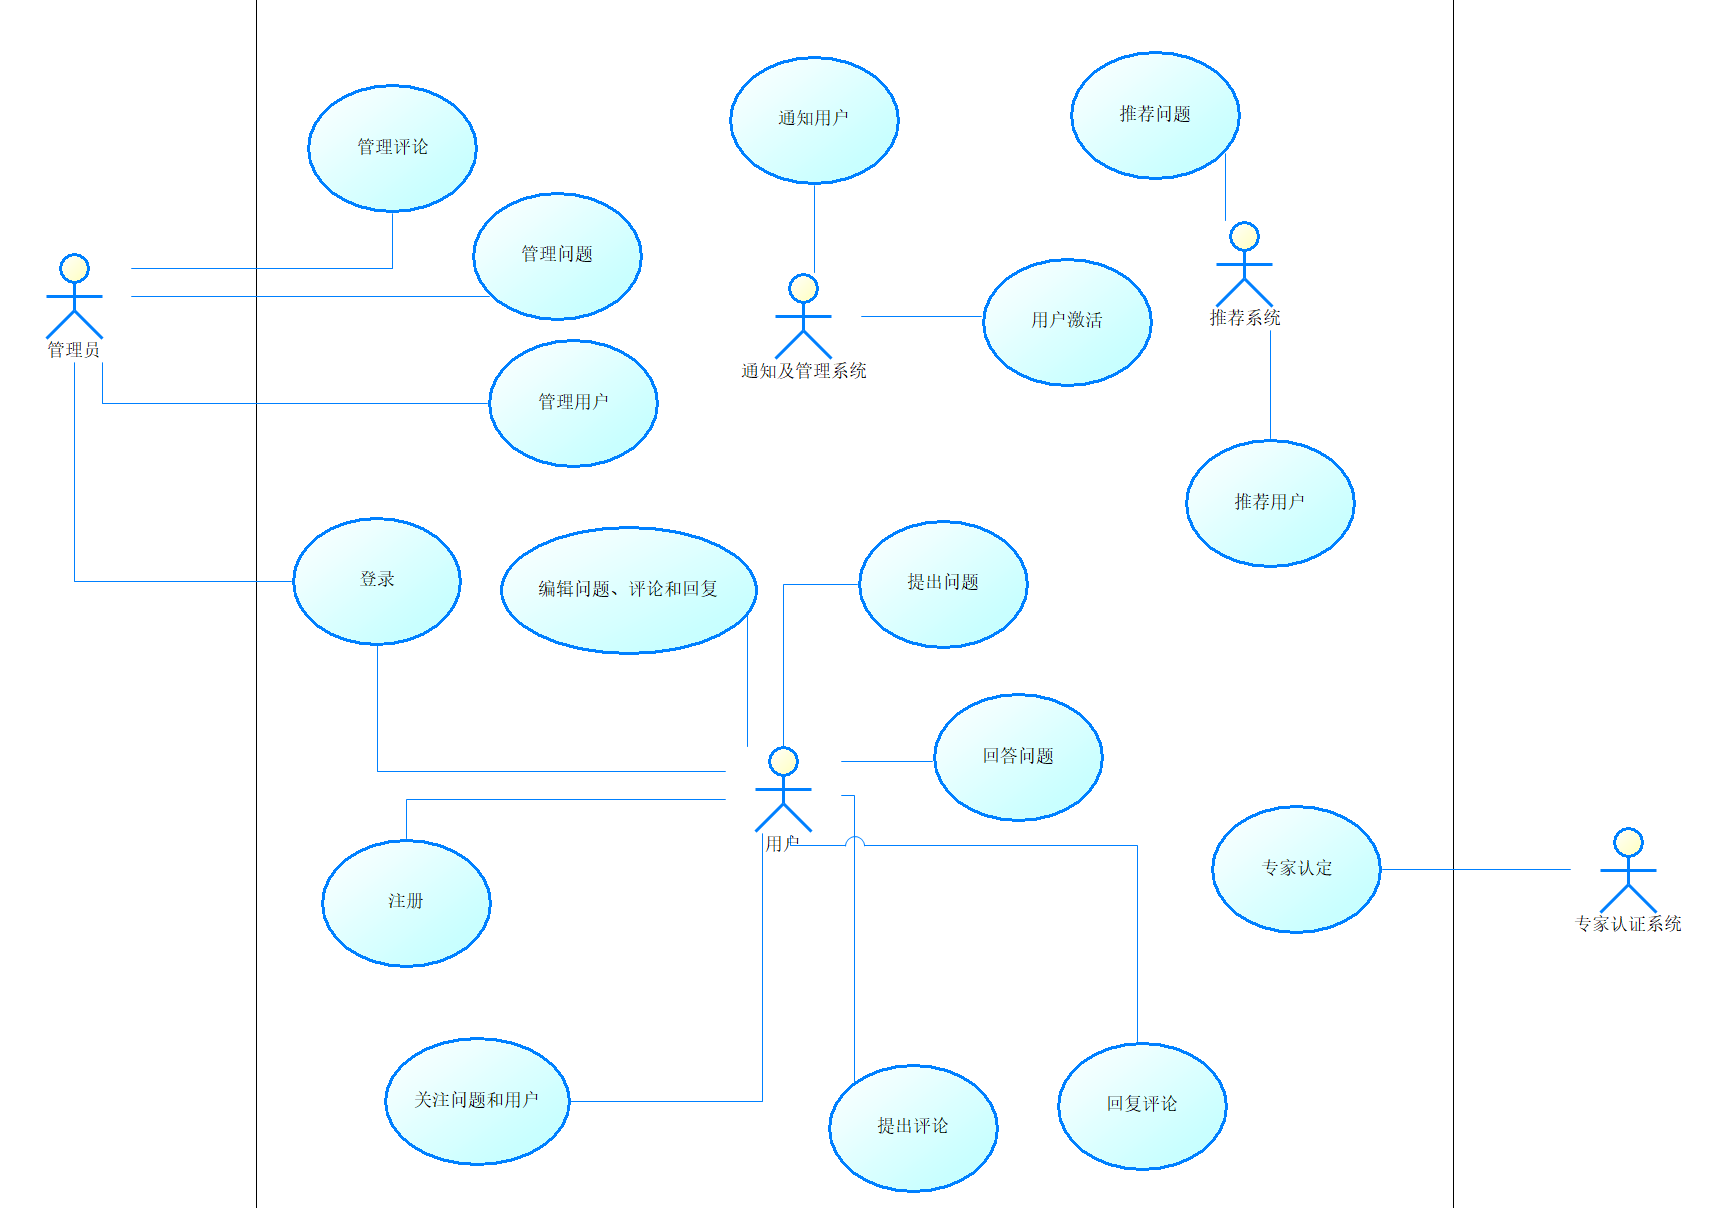 通知用户
推荐问题
管理评论
管理问题
管理员
通知及管理系统
用户激活
推荐系统
管理用户
推荐用户
登录
编辑问题、评论和回复
提出问题
回答问题
用户
专家认定
专家认证系统
注册
关注问题和用户
提出评论
回复评论